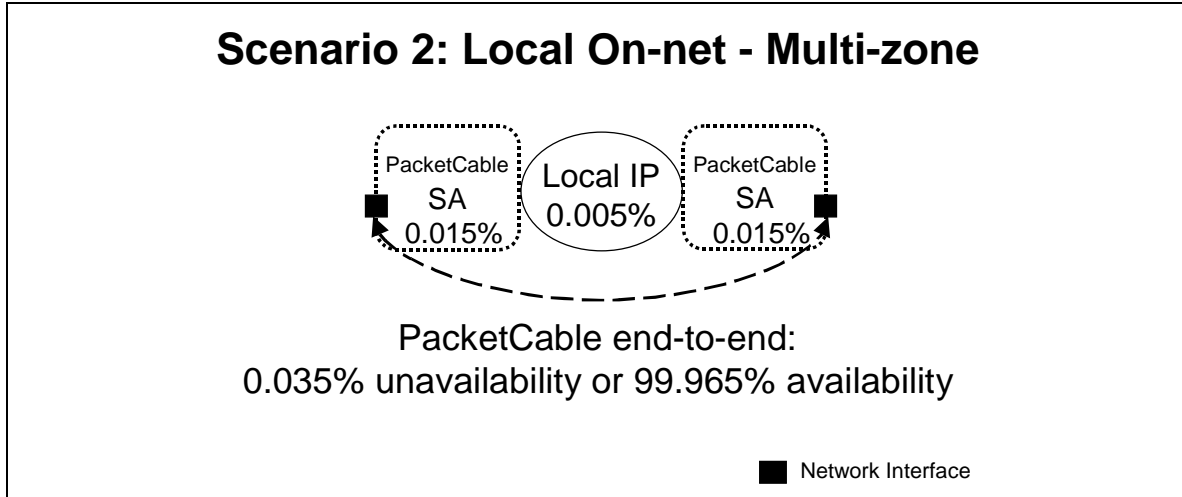 Scenario 2: Local On-net - Multi-zone
PacketCable
SA
0.015%
Local IP
0.005%
PacketCable
SA
0.015%
PacketCable end-to-end:
0.035% unavailability or 99.965% availability
Network Interface